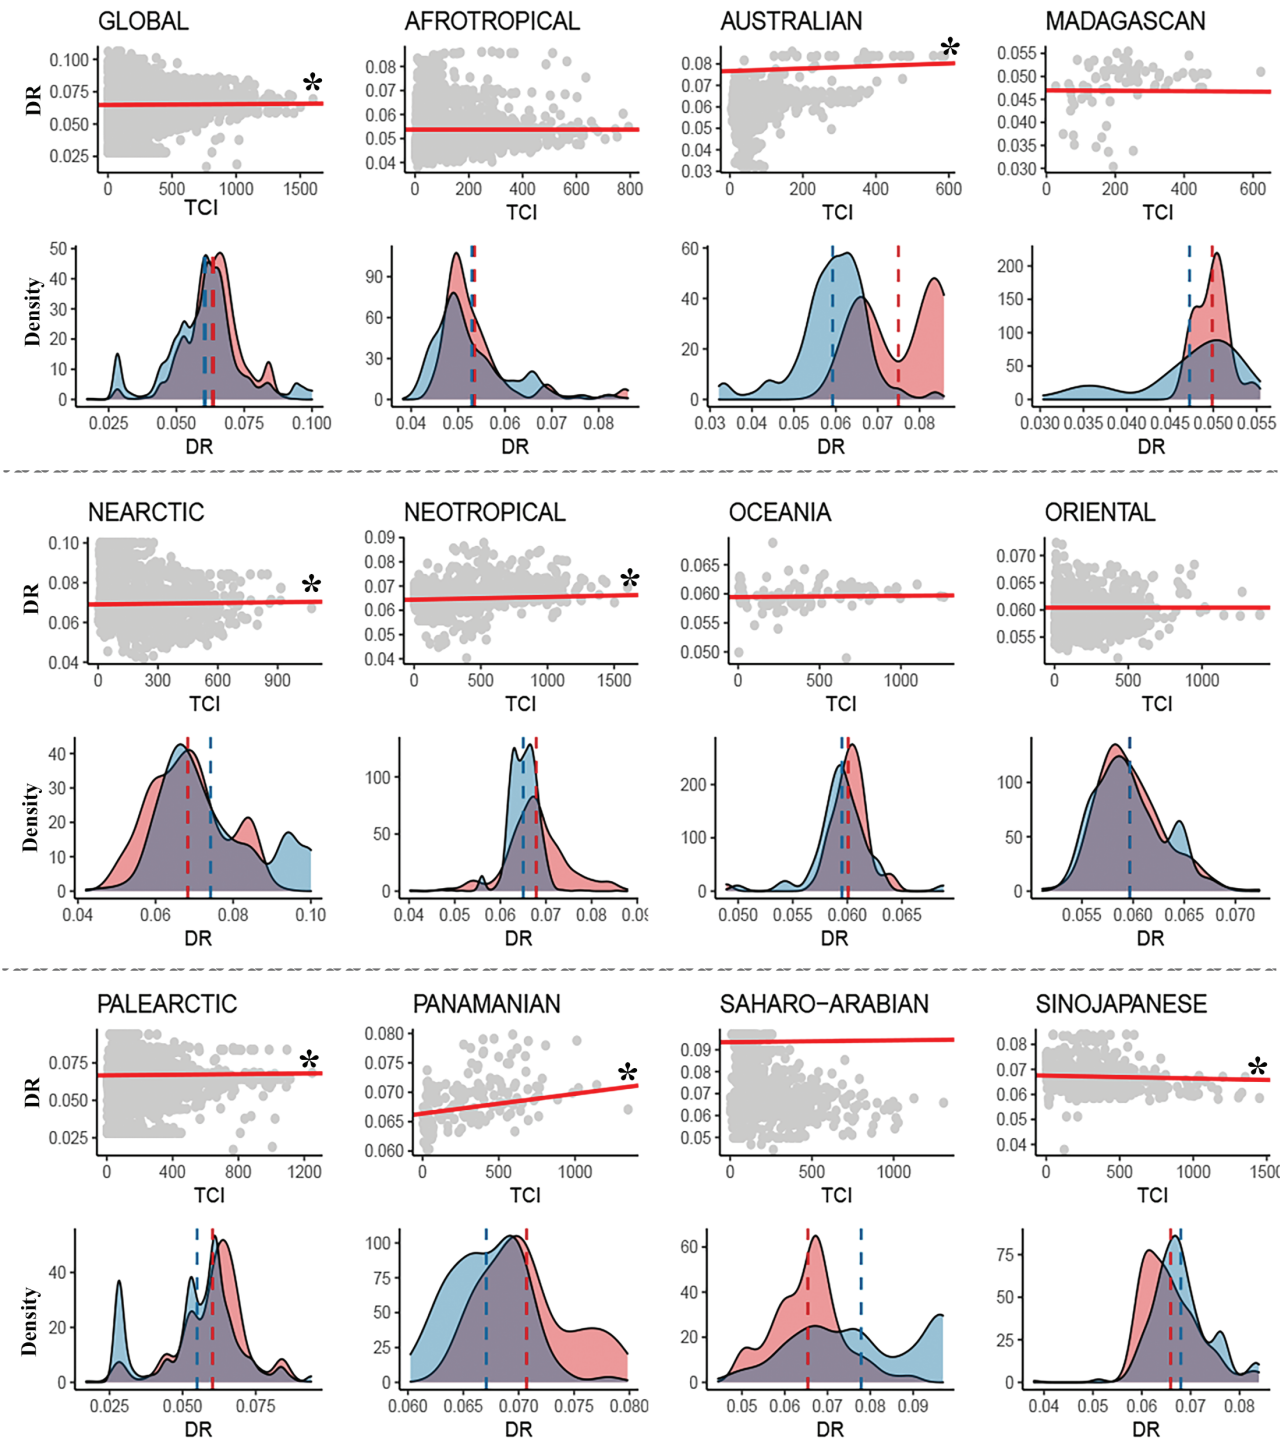 GLOBAL AFROTROPICAL AUSTRALIAN MADAGASCAN
DR
0.100 0.075 0.050 0.025
0 500 1000 1500
TCI
0.08 0.07 0.06 0.05 0.04
0 200 400 600 800
TCI
*
0.08 0.07 0.06 0.05 0.04 0.03
0 200 400 600
TCI
*
0.055 0.050 0.045 0.040 0.035 0.030
0 200 400 600
TCI
Density
50 40 30 20 10 0
0.025 0.050 0.075 0.100
DR
90 60 30 0
0.04 0.05 0.06 0.07 0.08
DR
60 40 20 0
0.03 0.04 0.05 0.06 0.07 0.08
DR
200 150 100 50 0
0.030 0.035 0.040 0.045 0.050 0.055
DR
NEARCTIC NEOTROPICAL OCEANIA ORIENTAL
DR
0.10 0.08 0.06 0.04
0 300 600 900
TCI
*
0.09 0.08 0.07 0.06 0.05 0.04
0 500 1000 1500
TCI
*
0.065 0.060 0.055 0.050
0 500 1000
TCI
0.070 0.065 0.060 0.055
0 500 1000
TCI
Density
40 30 20 10 0
0.04 0.06 0.08 0.10
DR
100 50 0
0.04 0.05 0.06 0.07 0.08 0.09
DR
200 100 0
0.050 0.055 0.060 0.065
DR
100 50 0
0.055 0.060 0.065 0.070
DR
PALEARCTIC PANAMANIAN SAHARO−ARABIAN SINOJAPANESE
DR
0.075 0.050 0.025
0 400 800 1200
TCI
*
0.080 0.075 0.070 0.065 0.060
0 500 1000
TCI
*
0.09 0.08 0.07 0.06 0.05
0 500 1000
TCI
0.08 0.07 0.06 0.05 0.04
0 500 1000 1500
TCI
*
Density
40 20 0
0.025 0.050 0.075
DR
100 75 50 25 0
0.060 0.065 0.070 0.075 0.080
DR
60 40 20 0
0.05 0.06 0.07 0.08 0.09
DR
75 50 25 0
0.04 0.05 0.06 0.07 0.08
DR